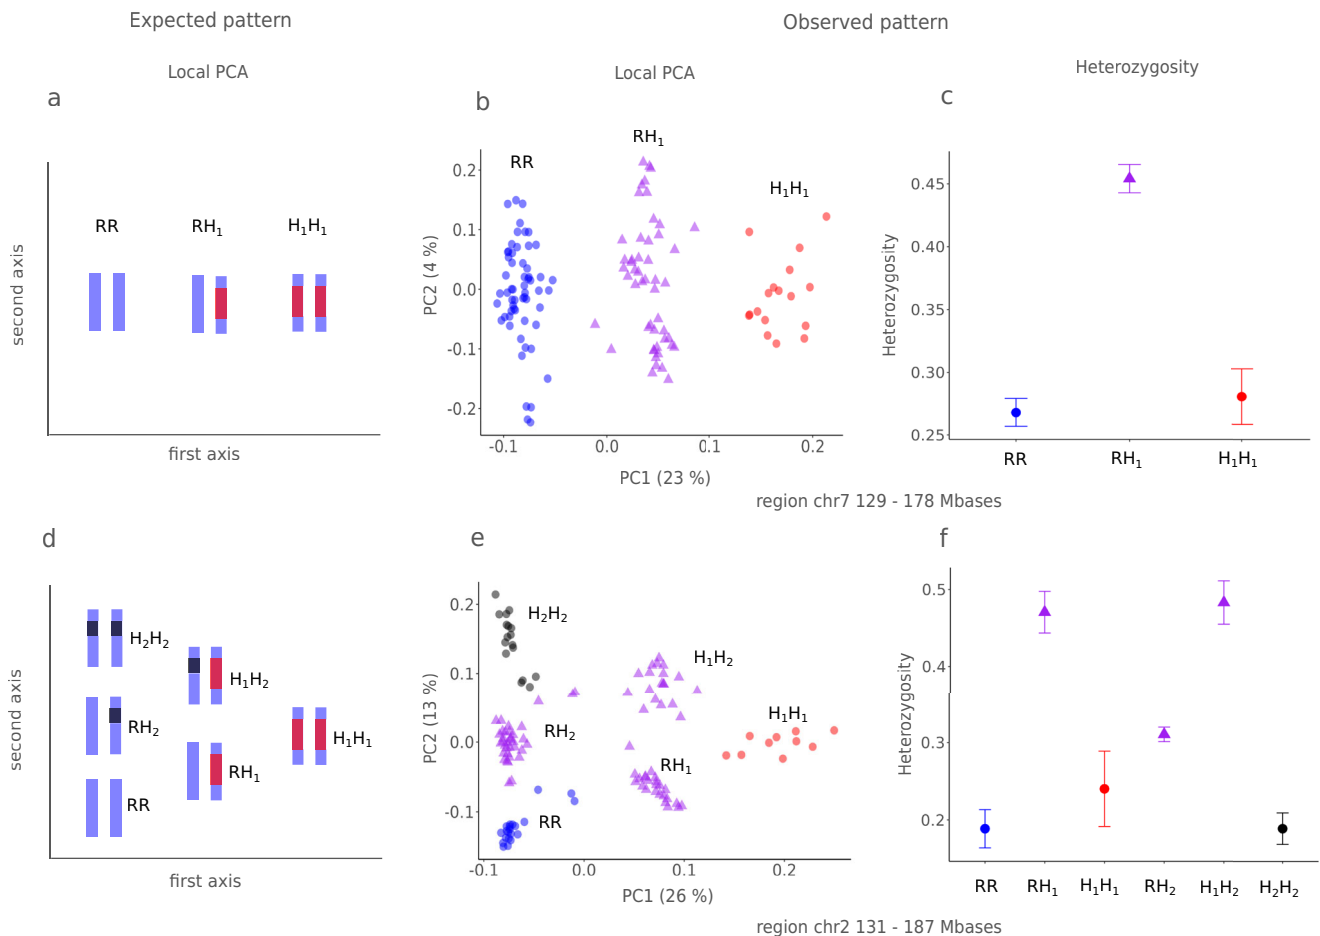 Expected pattern
Observed pattern
Local PCA
Local PCA
Heterozygosity
a
b
c
second axis
RR
RH₁
H₁H₁
first axis
PC2 (4 %)
0.2
0.1
0.0
-0.1
-0.2
RR
RH₁
H₁H₁
-0.1
0.0
0.1
0.2
PC1 (23 %)
Heterozygosity
0.45
0.40
0.35
0.30
0.25
RR
RH₁
H₁H₁
region chr7 129 - 178 Mbases
d
e
f
second axis
H₂H₂
H₁H₂
RH₂
H₁H₁
RH₁
RR
first axis
PC2 (13 %)
0.2
0.1
0.0
-0.1
H₂H₂
H₁H₂
H₁H₁
RH₂
RH₁
RR
-0.1
0.0
0.1
0.2
PC1 (26 %)
Heterozygosity
0.5
0.4
0.3
0.2
RR
RH₁
H₁H₁
RH₂
H₁H₂
H₂H₂
region chr2 131 - 187 Mbases